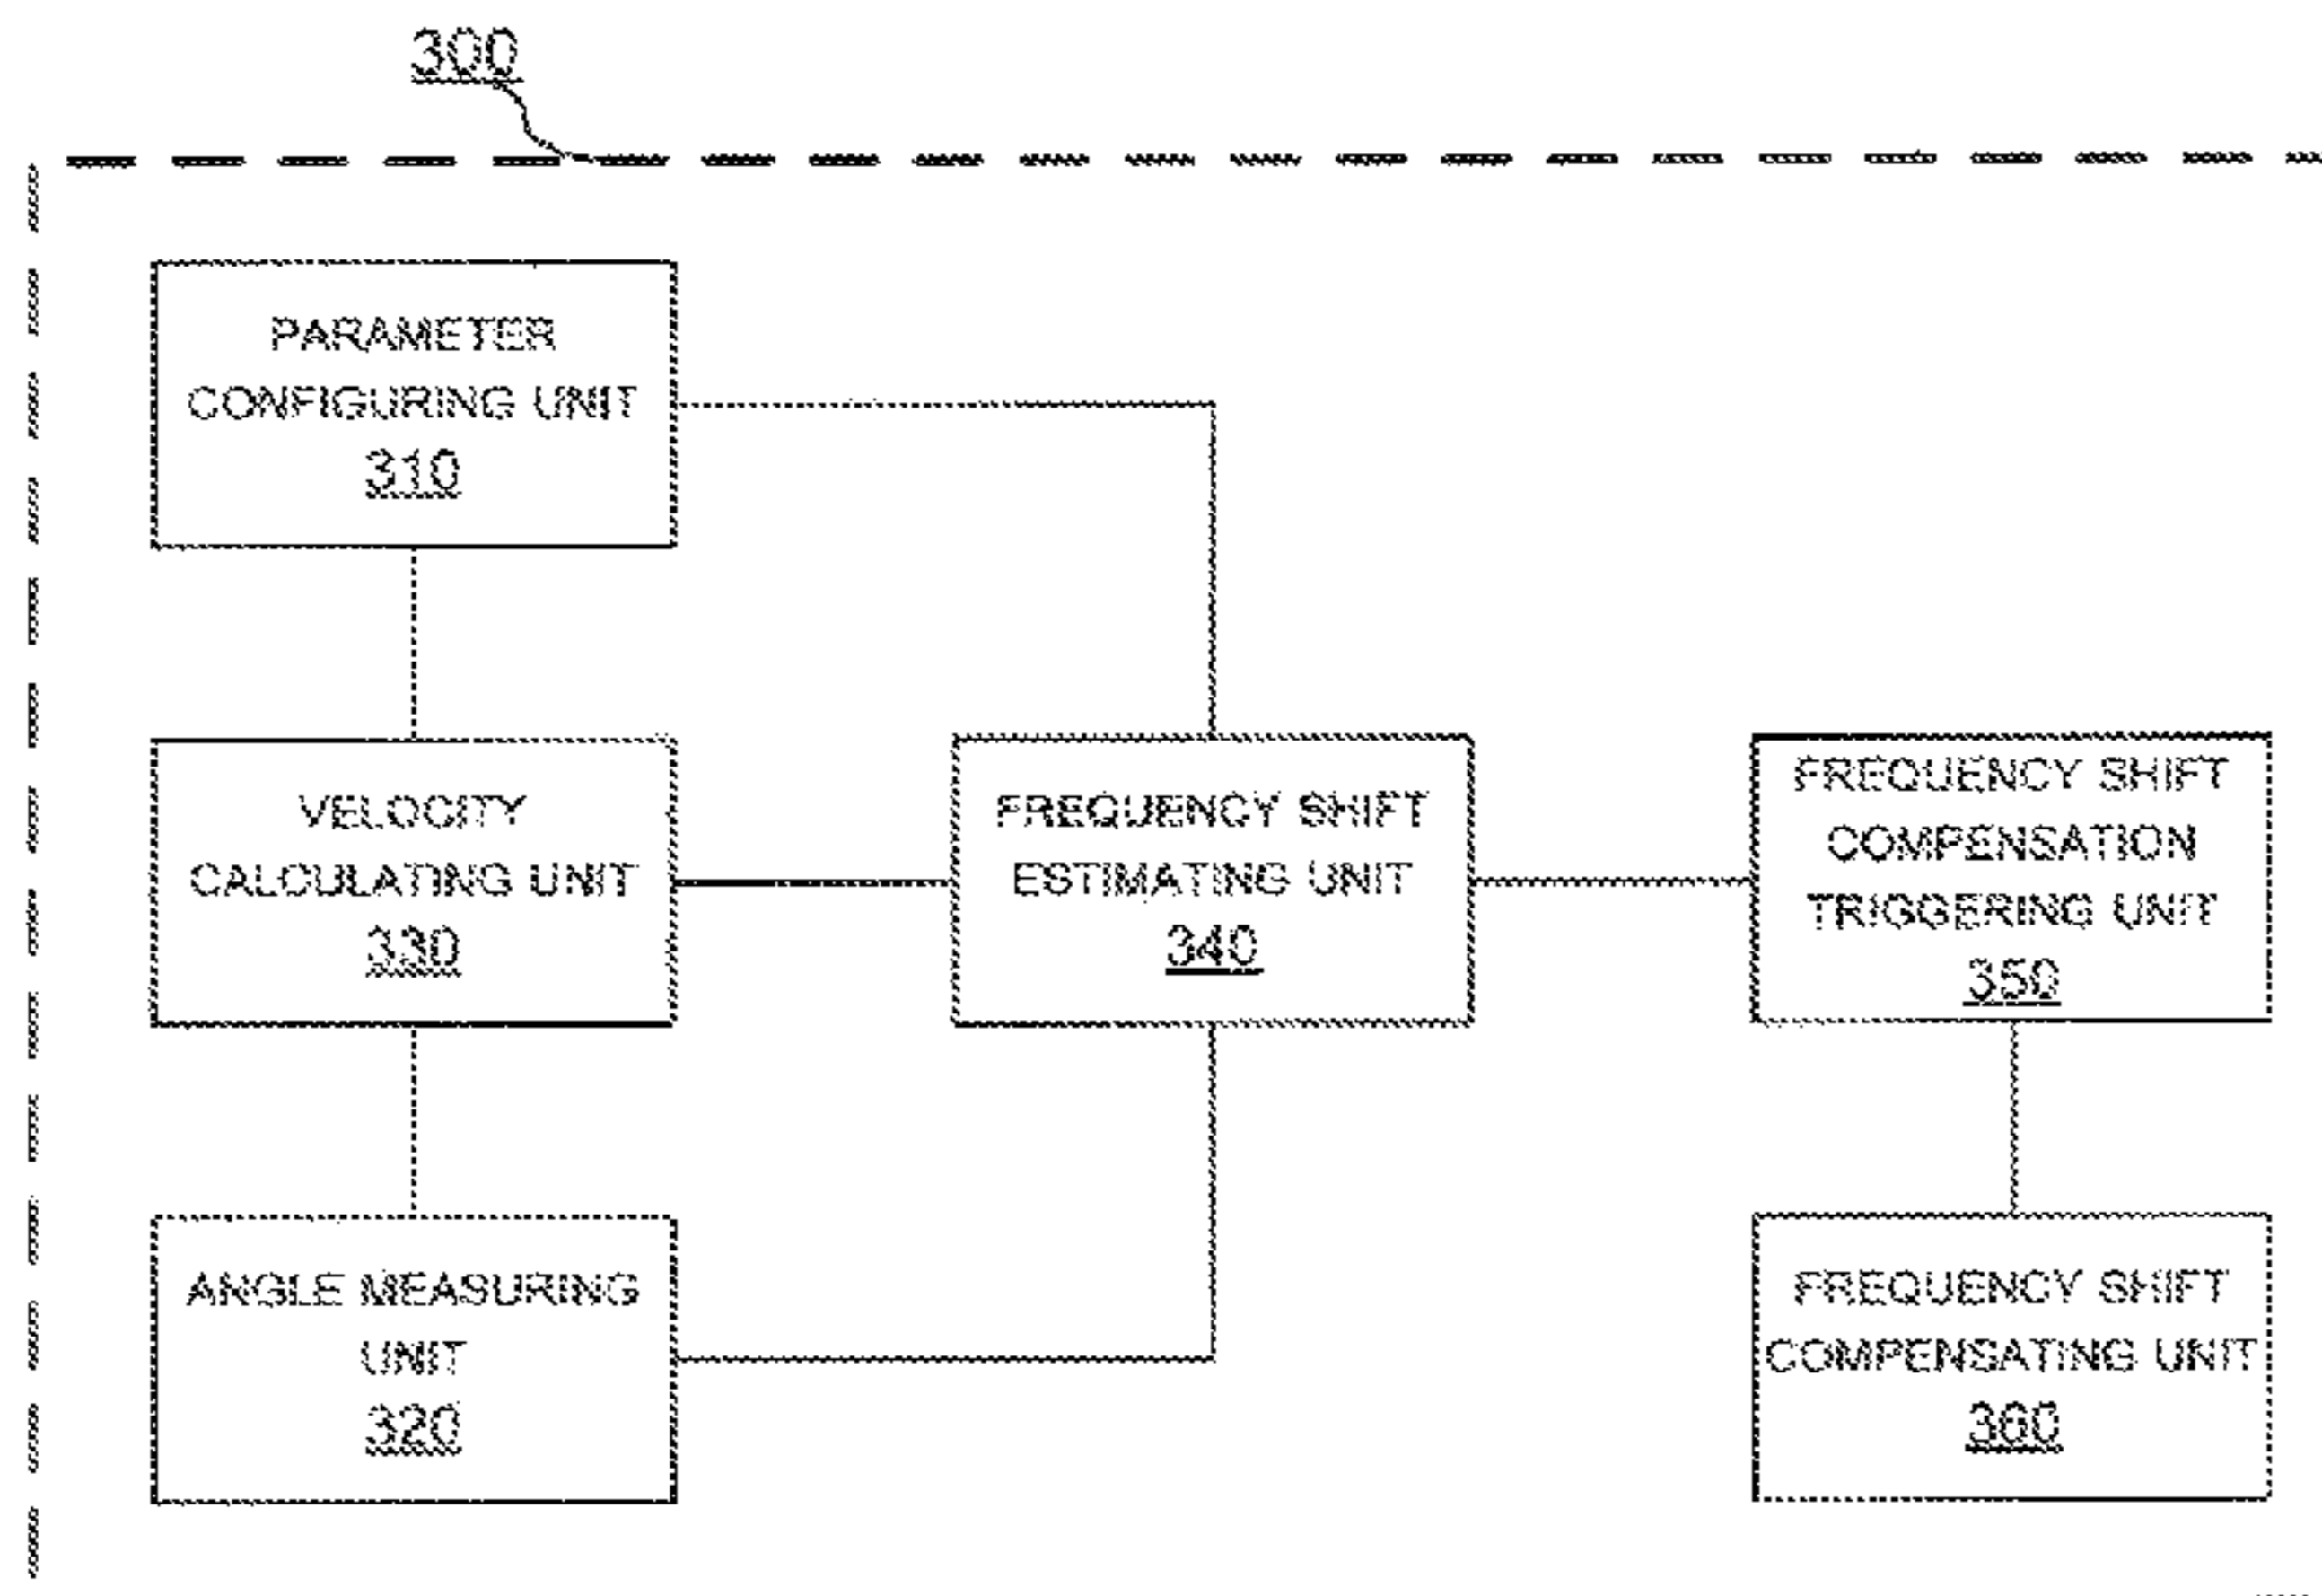 300
PARAMETER
CONFIGURING UNIT
310
VELOCITY
CALCULATING UNIT
330
ANGLE MEASURING
UNIT
320
FREQUENCY SHIFT
ESTIMATING UNIT
340
FREQUENCY SHIFT
COMPENSATION
TRIGGERING UNIT
350
FREQUENCY SHIFT
COMPENSATING UNIT
360